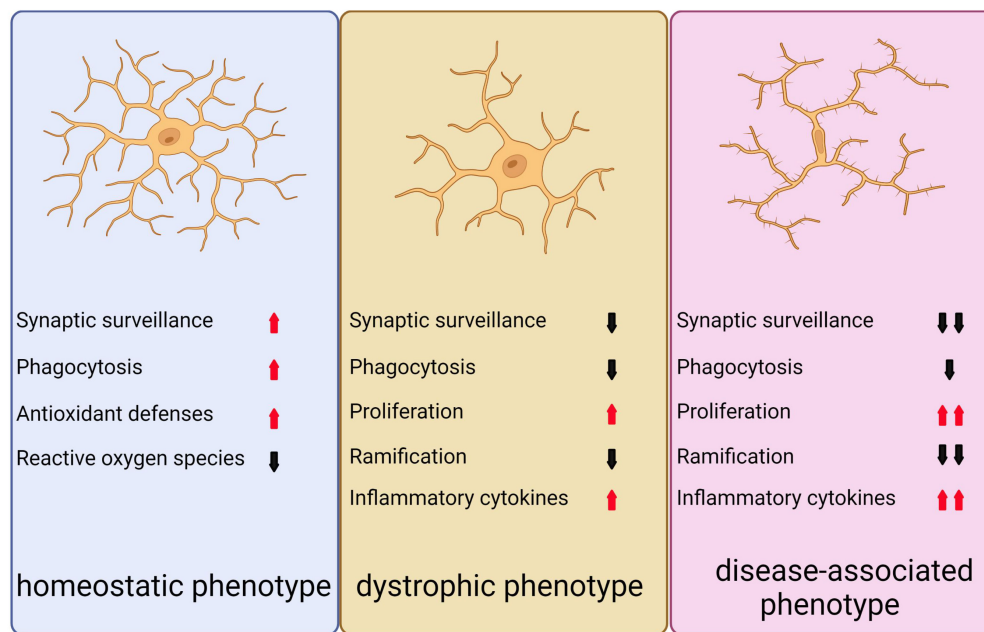 Synaptic surveillance
Phagocytosis
Antioxidant defenses
Reactive oxygen species
homeostatic phenotype
Synaptic surveillance
Phagocytosis
Proliferation
Ramification
Inflammatory cytokines
dystrophic phenotype
Synaptic surveillance
Phagocytosis
Proliferation
Ramification
Inflammatory cytokines
disease-associated
phenotype